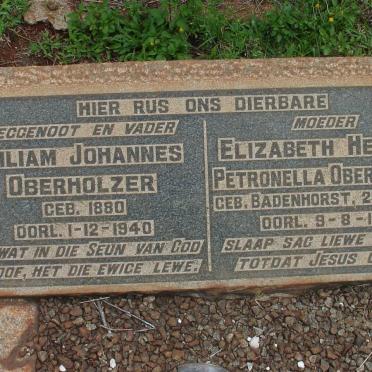 HIER RUS ONS DIERBARE
EGGENOOT EN VADER
ILIAM JOHANNES
OBERHOLZER
GEB. 1880
OORL. 1-12-1940
WAT IN DIE SEUN VAN GOD
OOF, HET DIE EWIGE LEWE.
MOEDER
ELIZABETH HE
PETRONELLA OBER
GEB. BADENHORST, 2
OORL. 9-8-1
SLAAP SAG LIEWE
TOTDAT JESUS